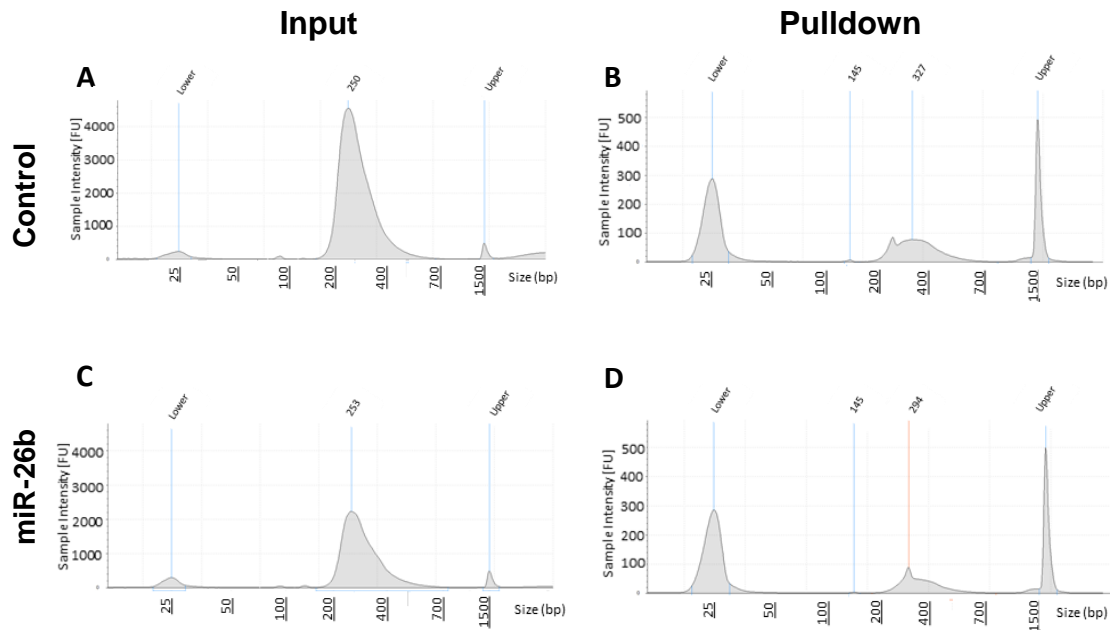 Input
Pulldown
Control
miR-26b
A
Lower
250
Upper
Sample Intensity [FU]
4000
3000
2000
1000
0
25
50
100
200
400
700
1500
Size (bp)
B
Lower
145
327
Upper
Sample Intensity [FU]
500
400
300
200
100
0
25
50
100
200
400
700
1500
Size (bp)
C
Lower
253
Upper
Sample Intensity [FU]
4000
3000
2000
1000
0
25
50
100
200
400
700
1500
Size (bp)
D
Lower
145
294
Upper
Sample Intensity [FU]
500
400
300
200
100
0
25
50
100
200
400
700
1500
Size (bp)